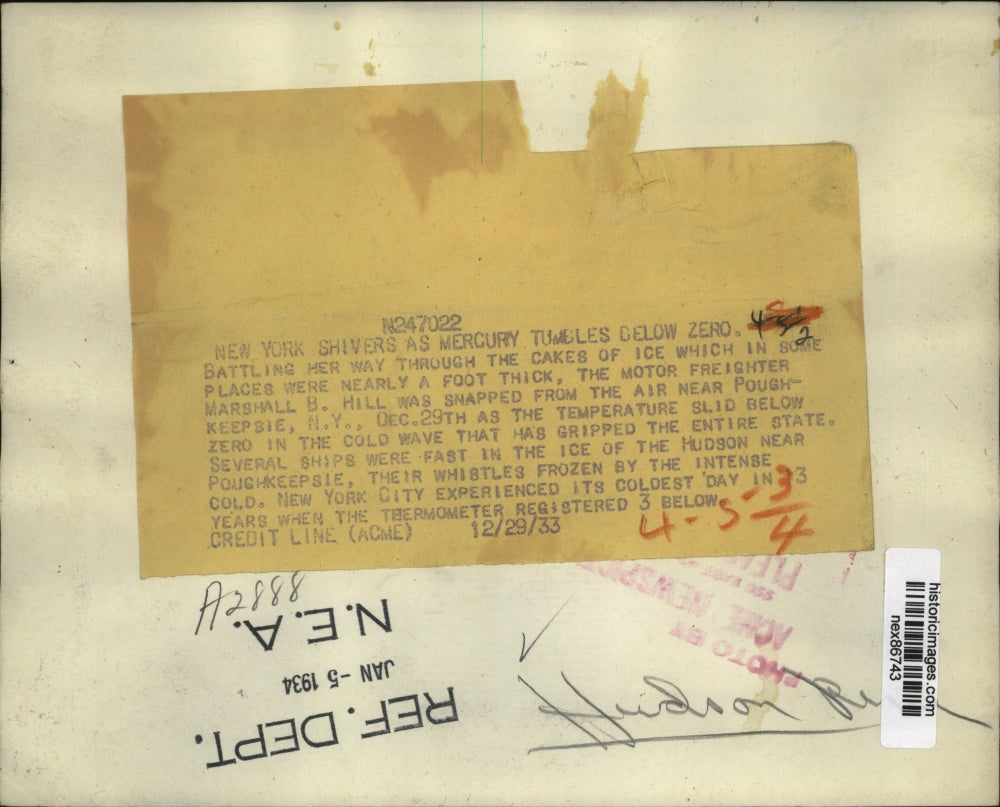 N247022
NEW YORK SHIVERS AS MERCURY TUMBLES BELOW ZERO.
BATTLING HER WAY THROUGH THE CAKES OF ICE WHICH IN SOME
PLACES WERE NEARLY A FOOT THICK, THE MOTOR FREIGHTER
MARSHALL B. HILL WAS SNAPPED FROM THE AIR NEAR POUGH-
KEEPSIE, N.Y., DEC.29TH AS THE TEMPERATURE SLID BELOW
ZERO IN THE COLD WAVE THAT HAS GRIPPED THE ENTIRE STATE.
SEVERAL SHIPS WERE FAST IN THE ICE OF THE HUDSON NEAR
POUGHKEEPSIE, THEIR WHISTLES FROZEN BY THE INTENSE
COLD. NEW YORK CITY EXPERIENCED ITS COLDEST DAY IN 13
YEARS WHEN THE THERMOMETER REGISTERED 3 BELOW.
CREDIT LINE (ACME) 12/29/33
4-5-3/4
A2888
N.E.A.
JAN -5 1934
REF. DEPT.
PHOTO BY
ACME
Hudson
historicimages.com
nex86743